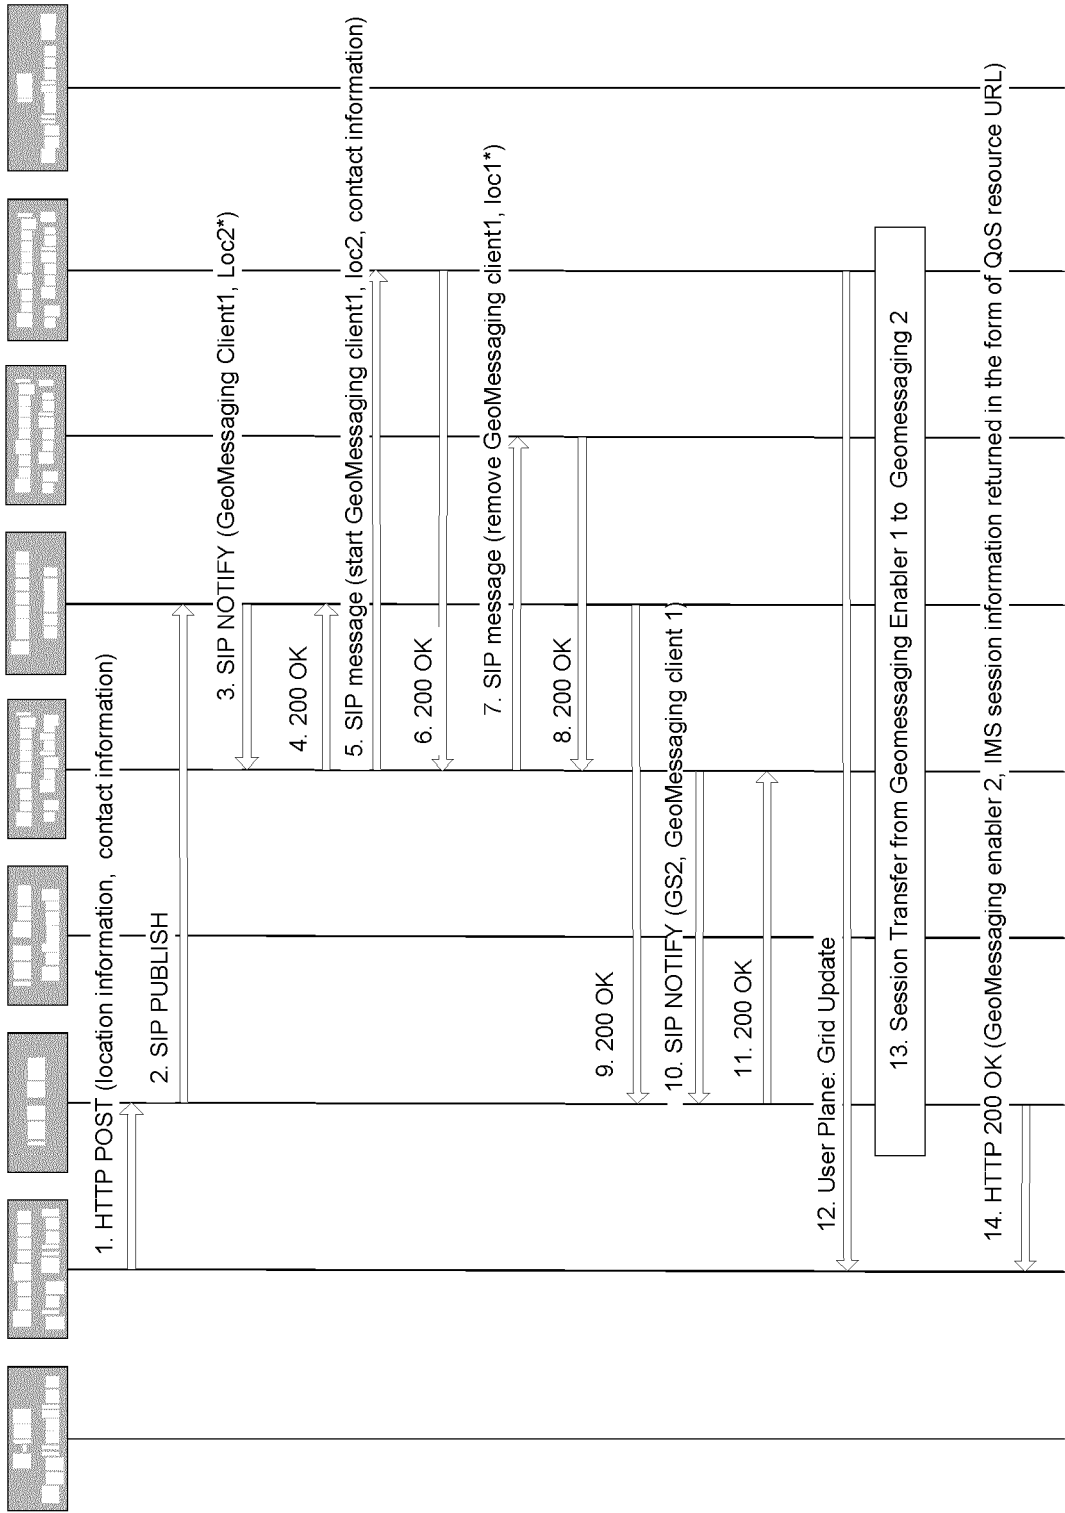 1. HTTP POST (location information, contact information)
2. SIP PUBLISH
3. SIP NOTIFY (GeoMessaging Client1, Loc2*)
4. 200 OK
5. SIP message (start GeoMessaging client1, loc2, contact information)
6. 200 OK
7. SIP message (remove GeoMessaging client1, loc1*)
8. 200 OK
9. 200 OK
10. SIP NOTIFY (GS2, GeoMessaging client 1)
11. 200 OK
12. User Plane: Grid Update
13. Session Transfer from Geomessaging Enabler 1 to Geomessaging 2
14. HTTP 200 OK (GeoMessaging enabler 2, IMS session information returned in the form of QoS resource URL)